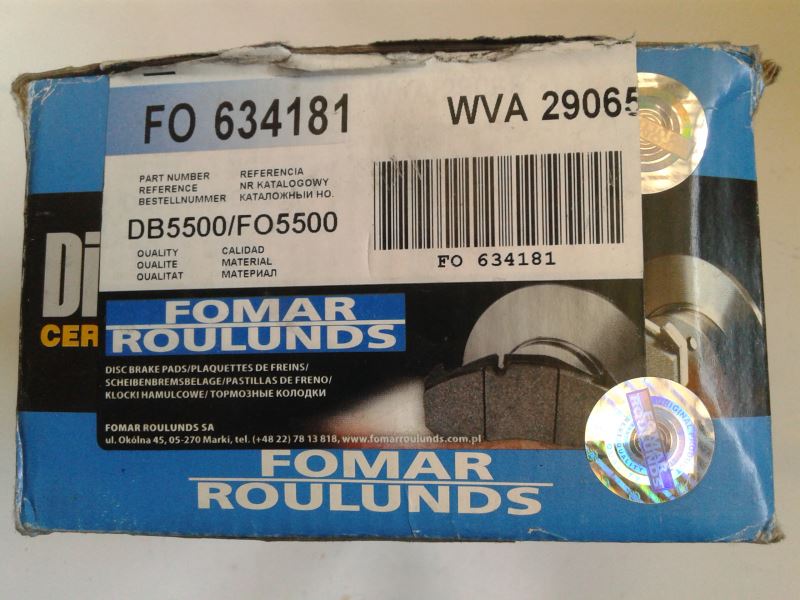 FO 634181
WVA 29065
PART NUMBER
REFERENCE
BESTELLNUMMER
REFERENCIA
NR KATALOGOWY
КАТАЛОЖНЫЙ НО.
DB5500/FO5500
QUALITY
QUALITE
QUALITAT
CALIDAD
MATERIAL
МАТЕРИАЛ
FO 634181
Di
CER
FOMAR
ROULUNDS
DISC BRAKE PADS/PLAQUETTES DE FREINS/
SCHEIBENBREMSBELAGE/PASTILLAS DE FRENO/
KLOCKI HAMULCOWE/ТОРМОЗНЫЕ КОЛОДКИ
FOMAR ROULUNDS SA
ul. Okólna 45, 05-270 Marki, tel. (+48 22) 78 13 818, www.fomarroulunds.com.pl
FOMAR
ROULUNDS
ORIGINAL